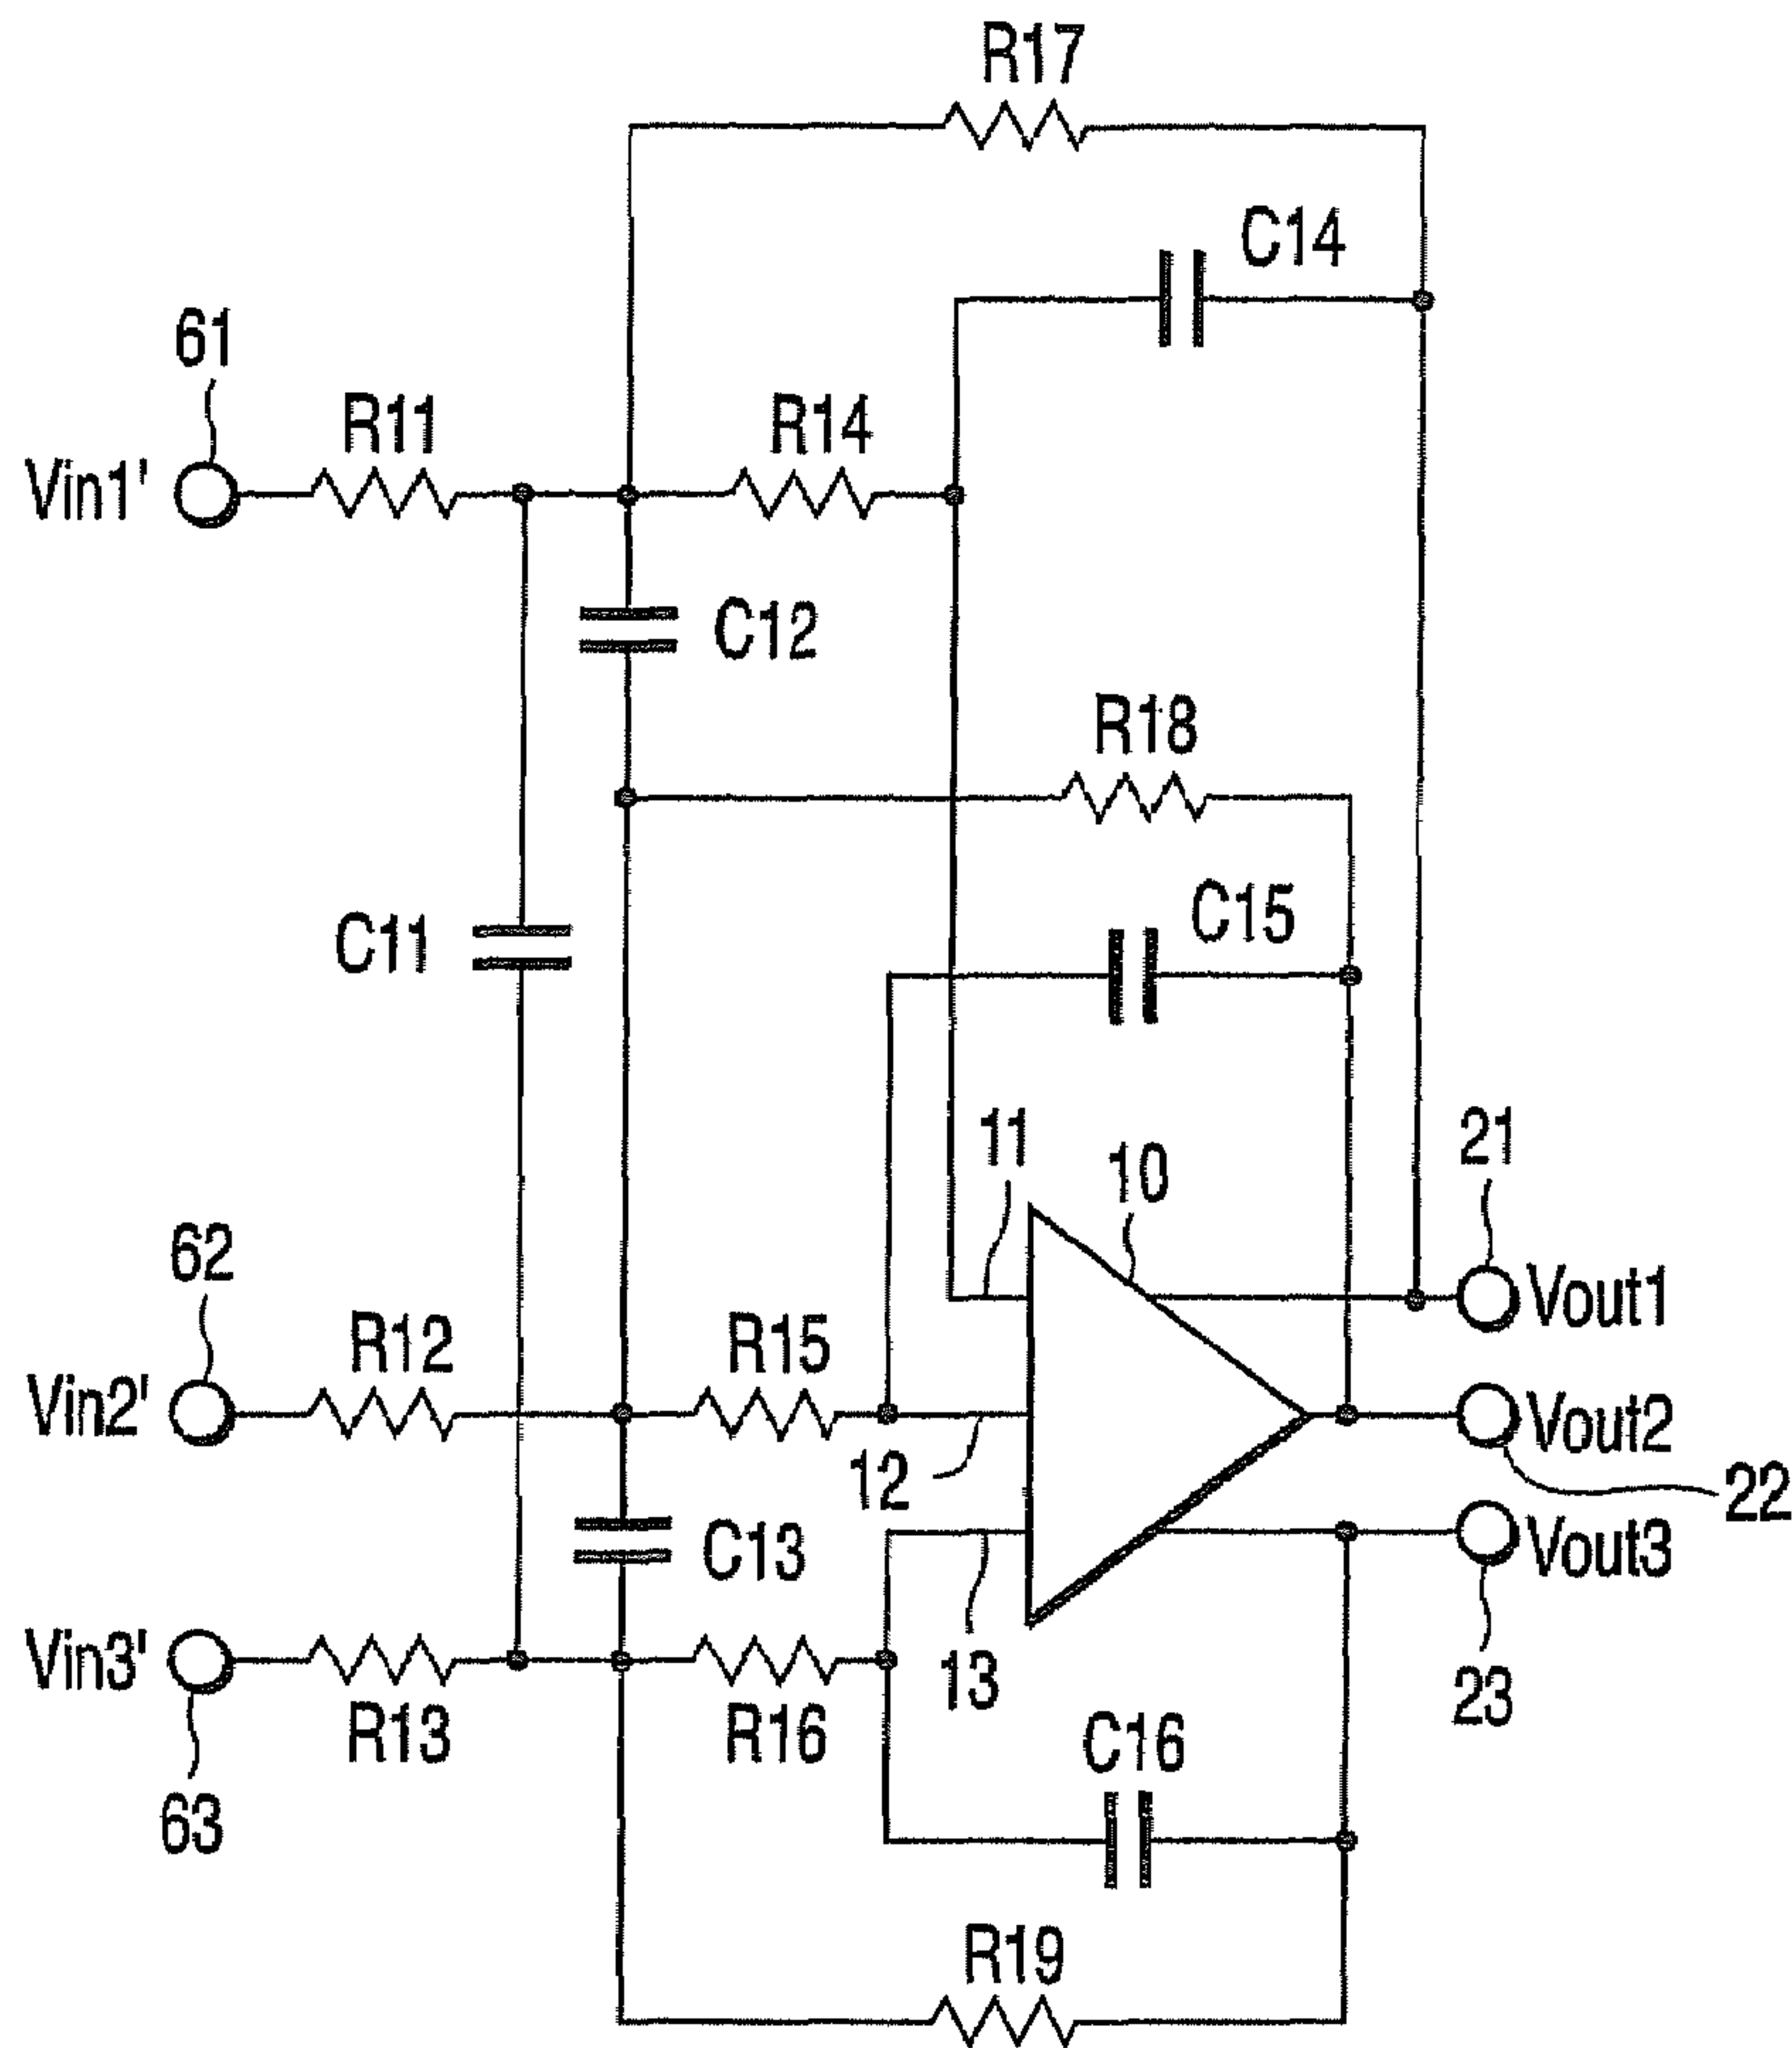 R17
C14
61
R11
R14
Vin1'
C12
R18
C15
C11
11
10
21
62
Vout1
R12
R15
Vin2'
Vout2
12
22
C13
Vout3
Vin3'
13
23
R13
R16
C16
63
R19